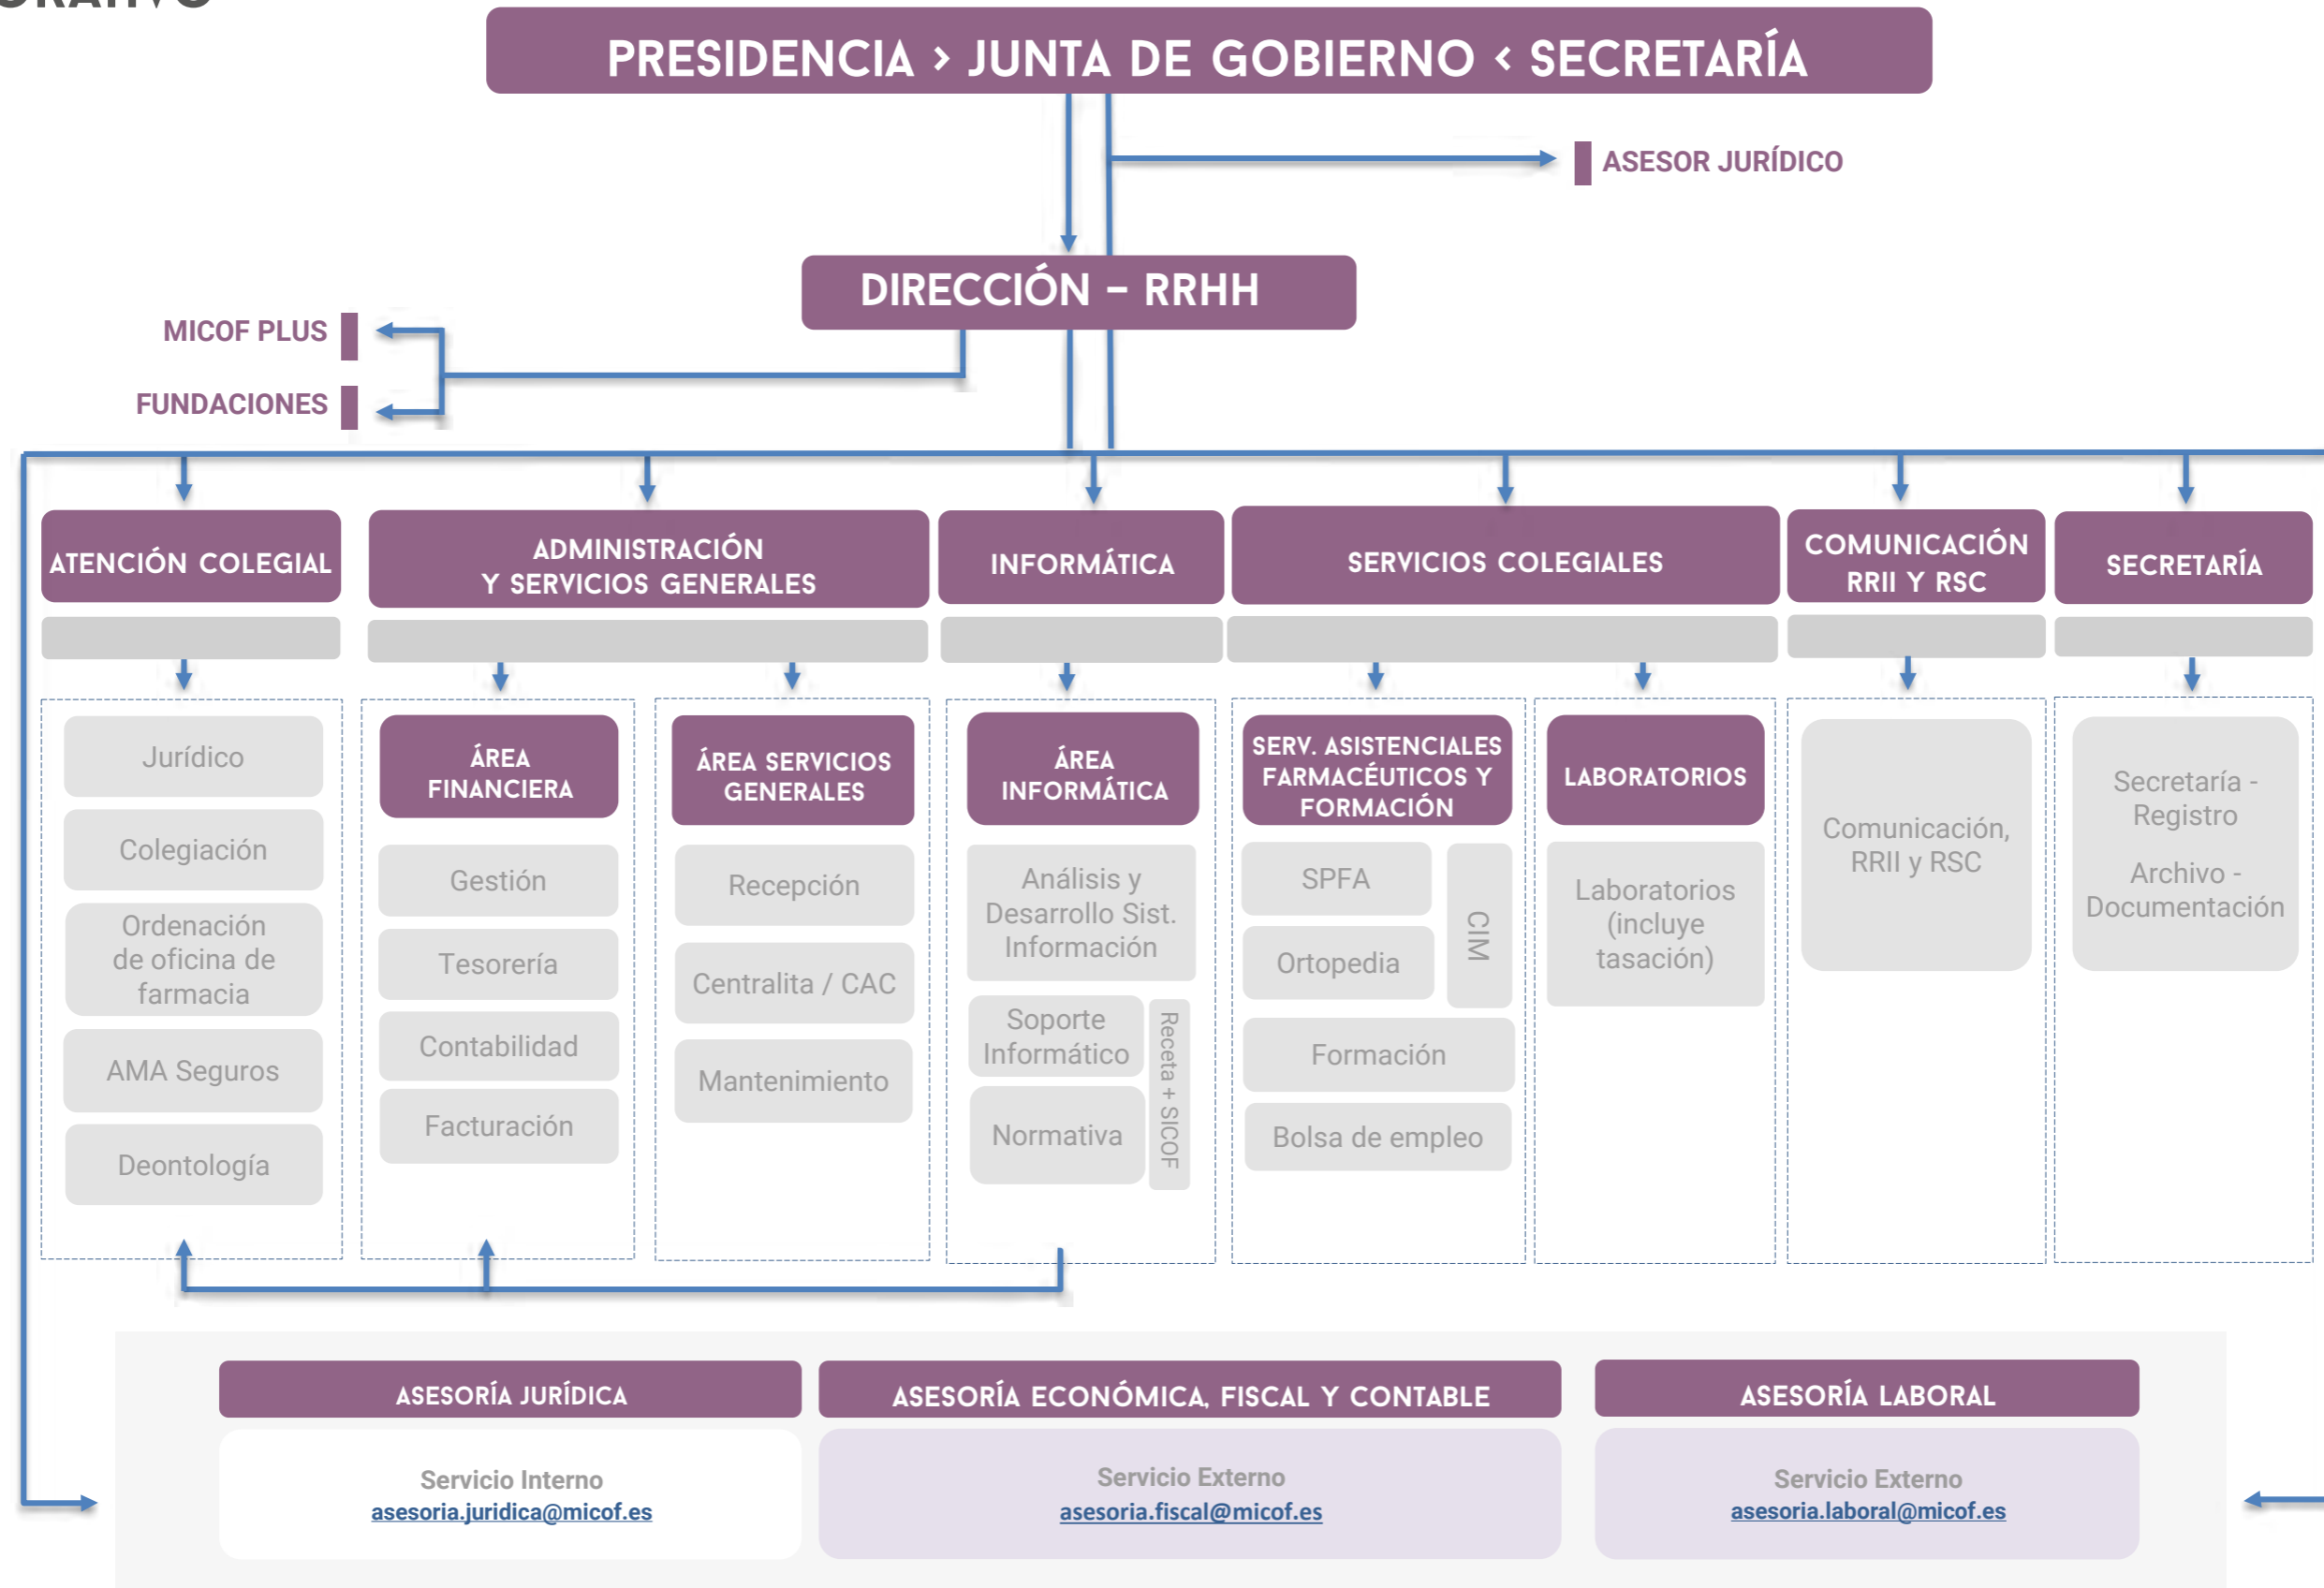 PRESIDENCIA > JUNTA DE GOBIERNO < SECRETARÍA
ASESOR JURÍDICO
DIRECCIÓN – RRHH
MICOF PLUS
FUNDACIONES
ATENCIÓN COLEGIAL
ADMINISTRACIÓN
Y SERVICIOS GENERALES
INFORMÁTICA
SERVICIOS COLEGIALES
COMUNICACIÓN
RRII Y RSC
SECRETARÍA
Jurídico
Colegiación
Ordenación
de oficina de
farmacia
AMA Seguros
Deontología
ÁREA
FINANCIERA
Gestión
Tesorería
Contabilidad
Facturación
ÁREA SERVICIOS
GENERALES
Recepción
Centralita / CAC
Mantenimiento
ÁREA
INFORMÁTICA
Análisis y
Desarrollo Sist.
Información
Soporte
Informático
Normativa
Receta + SICOF
SERV. ASISTENCIALES
FARMACÉUTICOS Y
FORMACIÓN
SPFA
Ortopedia
CIM
Formación
Bolsa de empleo
LABORATORIOS
Laboratorios
(incluye
tasación)
Comunicación,
RRII y RSC
Secretaría -
Registro
Archivo -
Documentación
ASESORÍA JURÍDICA
Servicio Interno
asesoria.juridica@micof.es
ASESORÍA ECONÓMICA, FISCAL Y CONTABLE
Servicio Externo
asesoria.fiscal@micof.es
ASESORÍA LABORAL
Servicio Externo
asesoria.laboral@micof.es